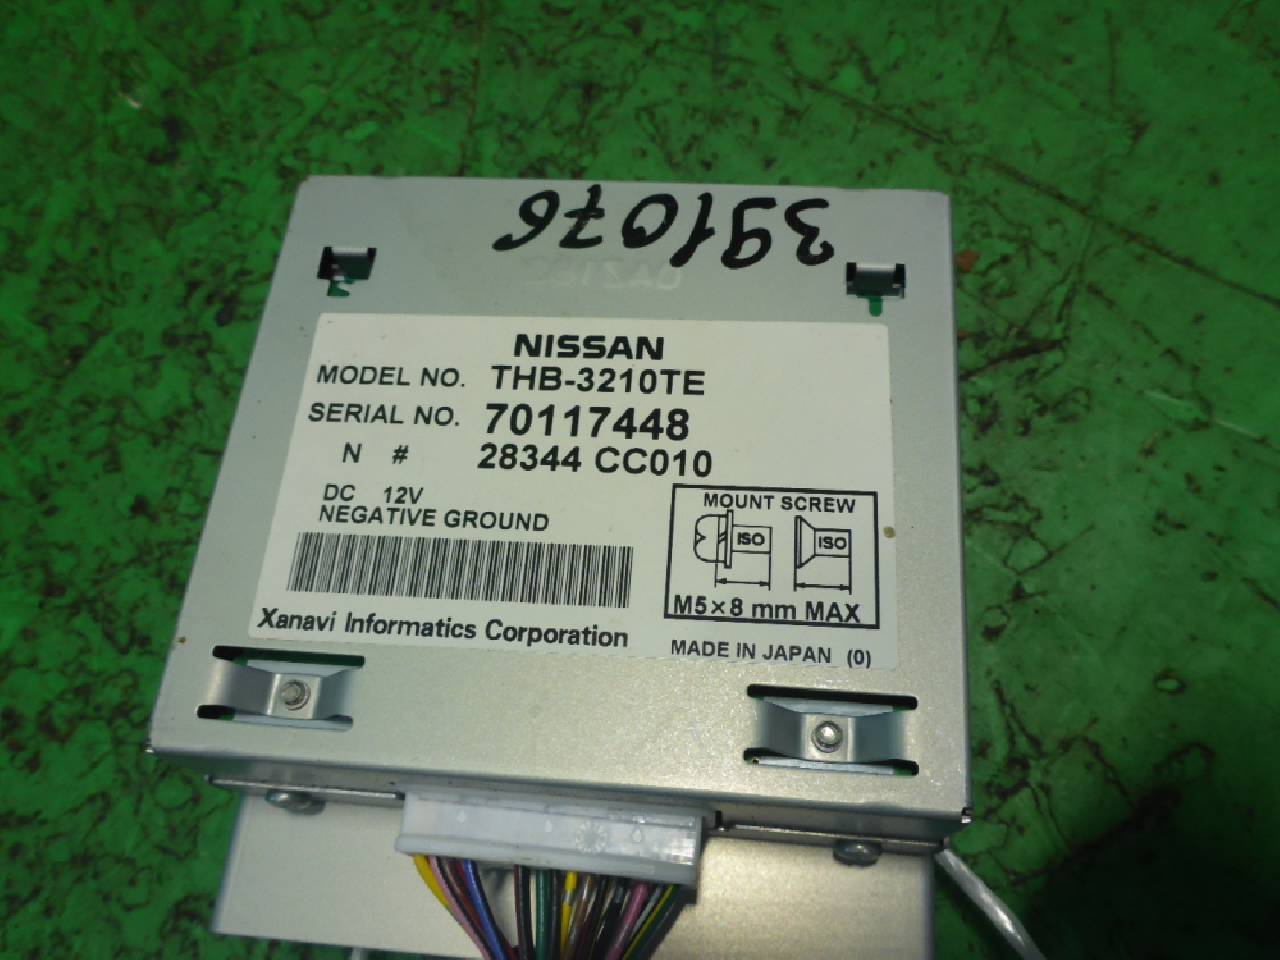 391076
NISSAN
MODEL NO. THB-3210TE
SERIAL NO. 70117448
N # 28344 CC010
DC 12V
NEGATIVE GROUND
MOUNT SCREW
ISO ISO
M5×8 mm MAX
Xanavi Informatics Corporation
MADE IN JAPAN (0)